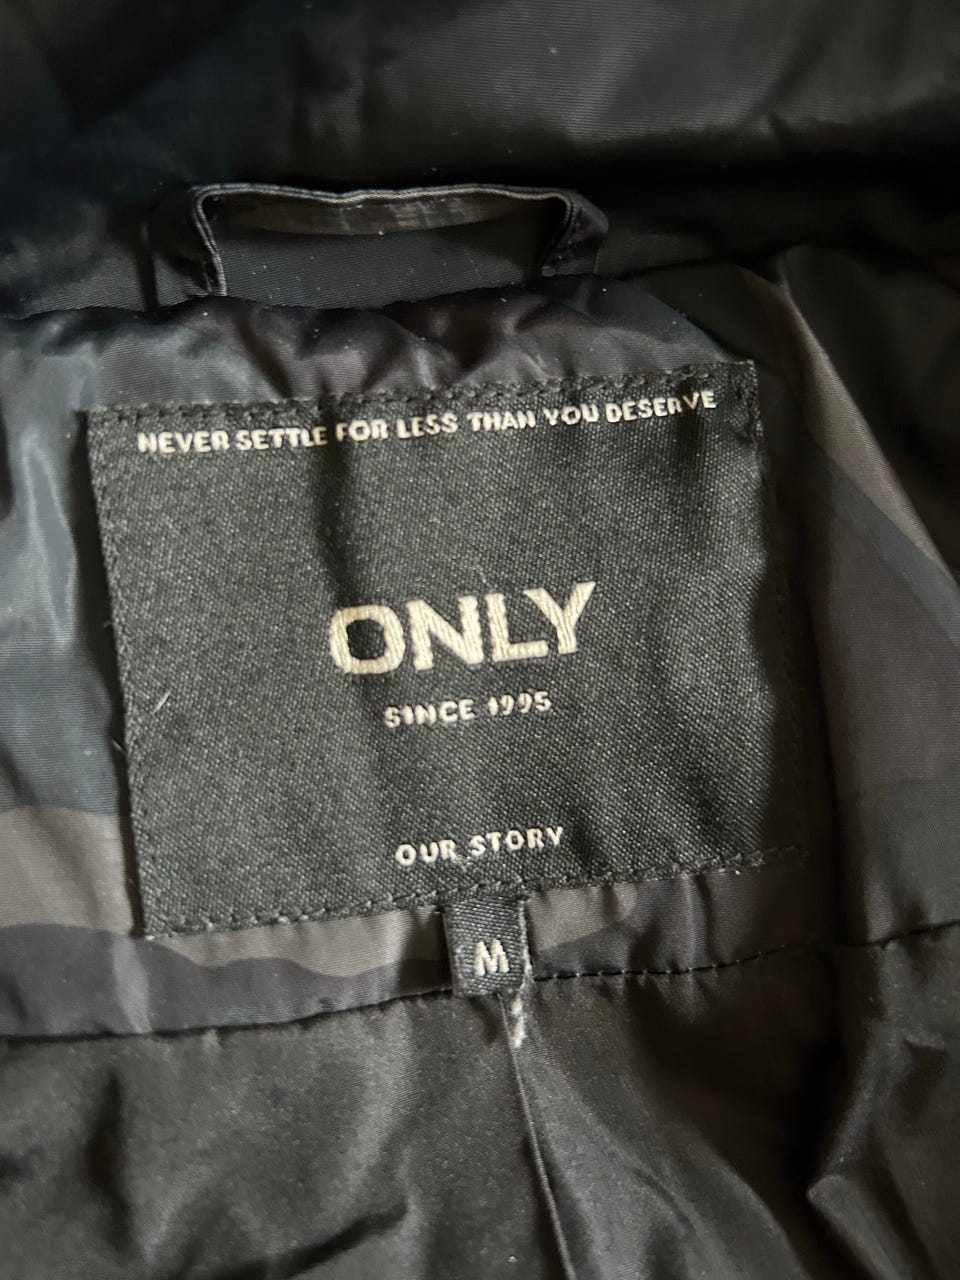 NEVER SETTLE FOR LESS THAN YOU DESERVE
ONLY
SINCE 1995
OUR STORY
M